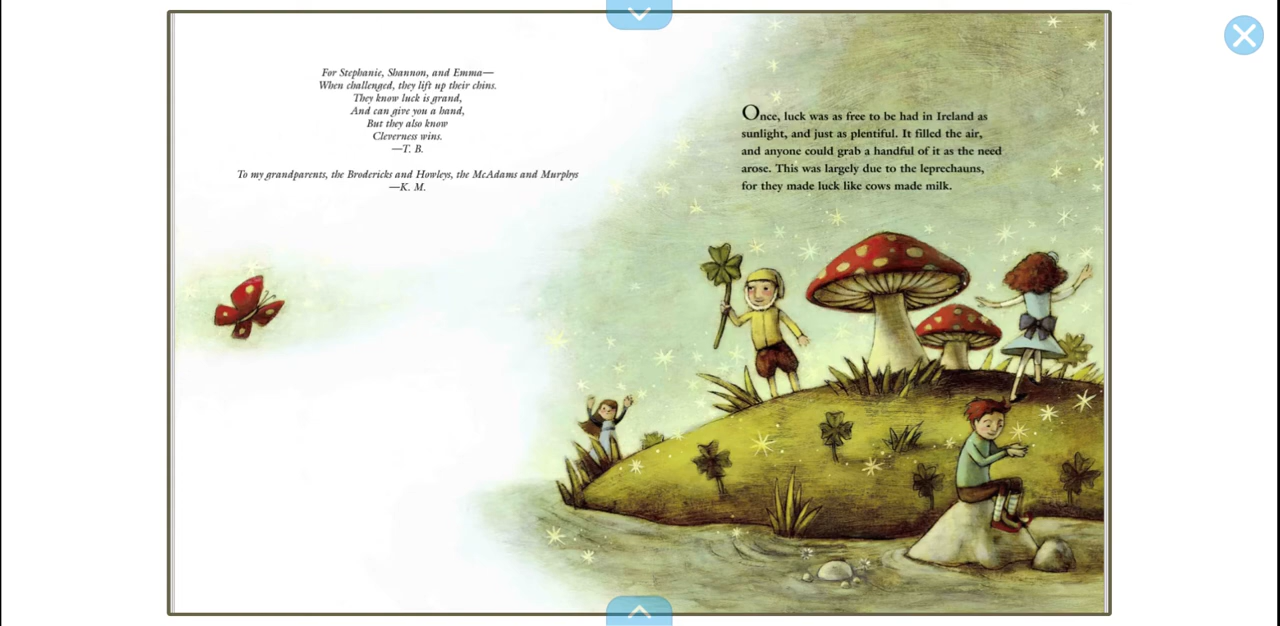 For Stephanie, Shannon, and Emma—
When challenged, they lift up their chins.
They know luck is grand,
And can give you a hand,
But they also know
Cleverness wins.
—T. B.
To my grandparents, the Brodericks and Howleys, the McAdams and Murphys
—K. M.
Once, luck was as free to be had in Ireland as
sunlight, and just as plentiful. It filled the air,
and anyone could grab a handful of it as the need
arose. This was largely due to the leprechauns,
for they made luck like cows made milk.